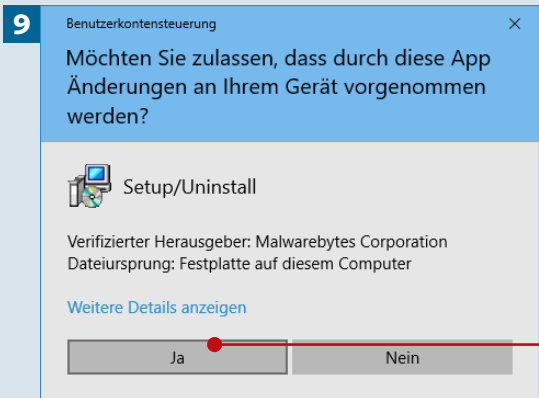 9
Benutzerkontensteuerung
Möchten Sie zulassen, dass durch diese App
Änderungen an Ihrem Gerät vorgenommen
werden?
Setup/Uninstall
Verifizierter Herausgeber: Malwarebytes Corporation
Dateiursprung: Festplatte auf diesem Computer
Weitere Details anzeigen
Ja Nein